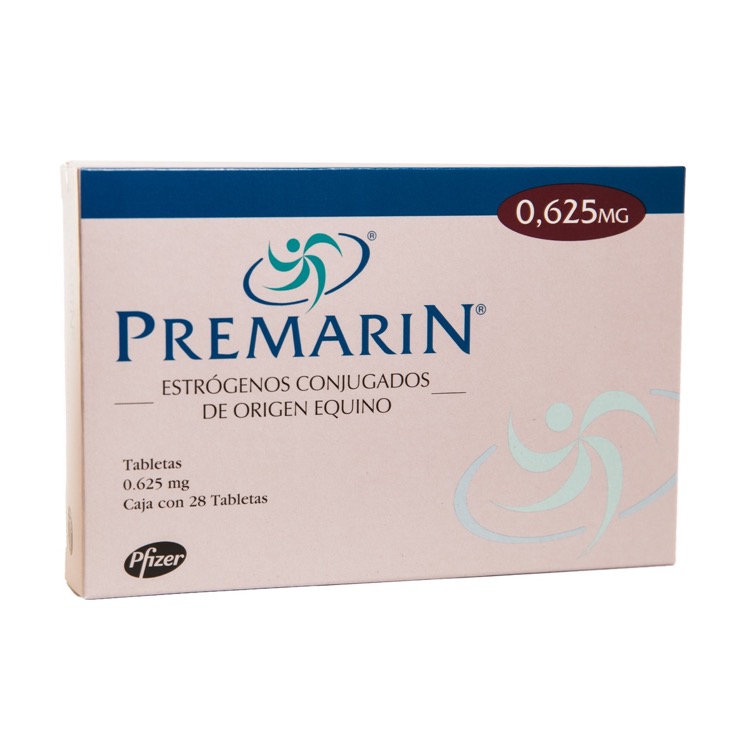 0,625MG
®
PREMARIN®
ESTRÓGENOS CONJUGADOS
DE ORIGEN EQUINO
Tabletas
0.625 mg
Caja con 28 Tabletas
Pfizer